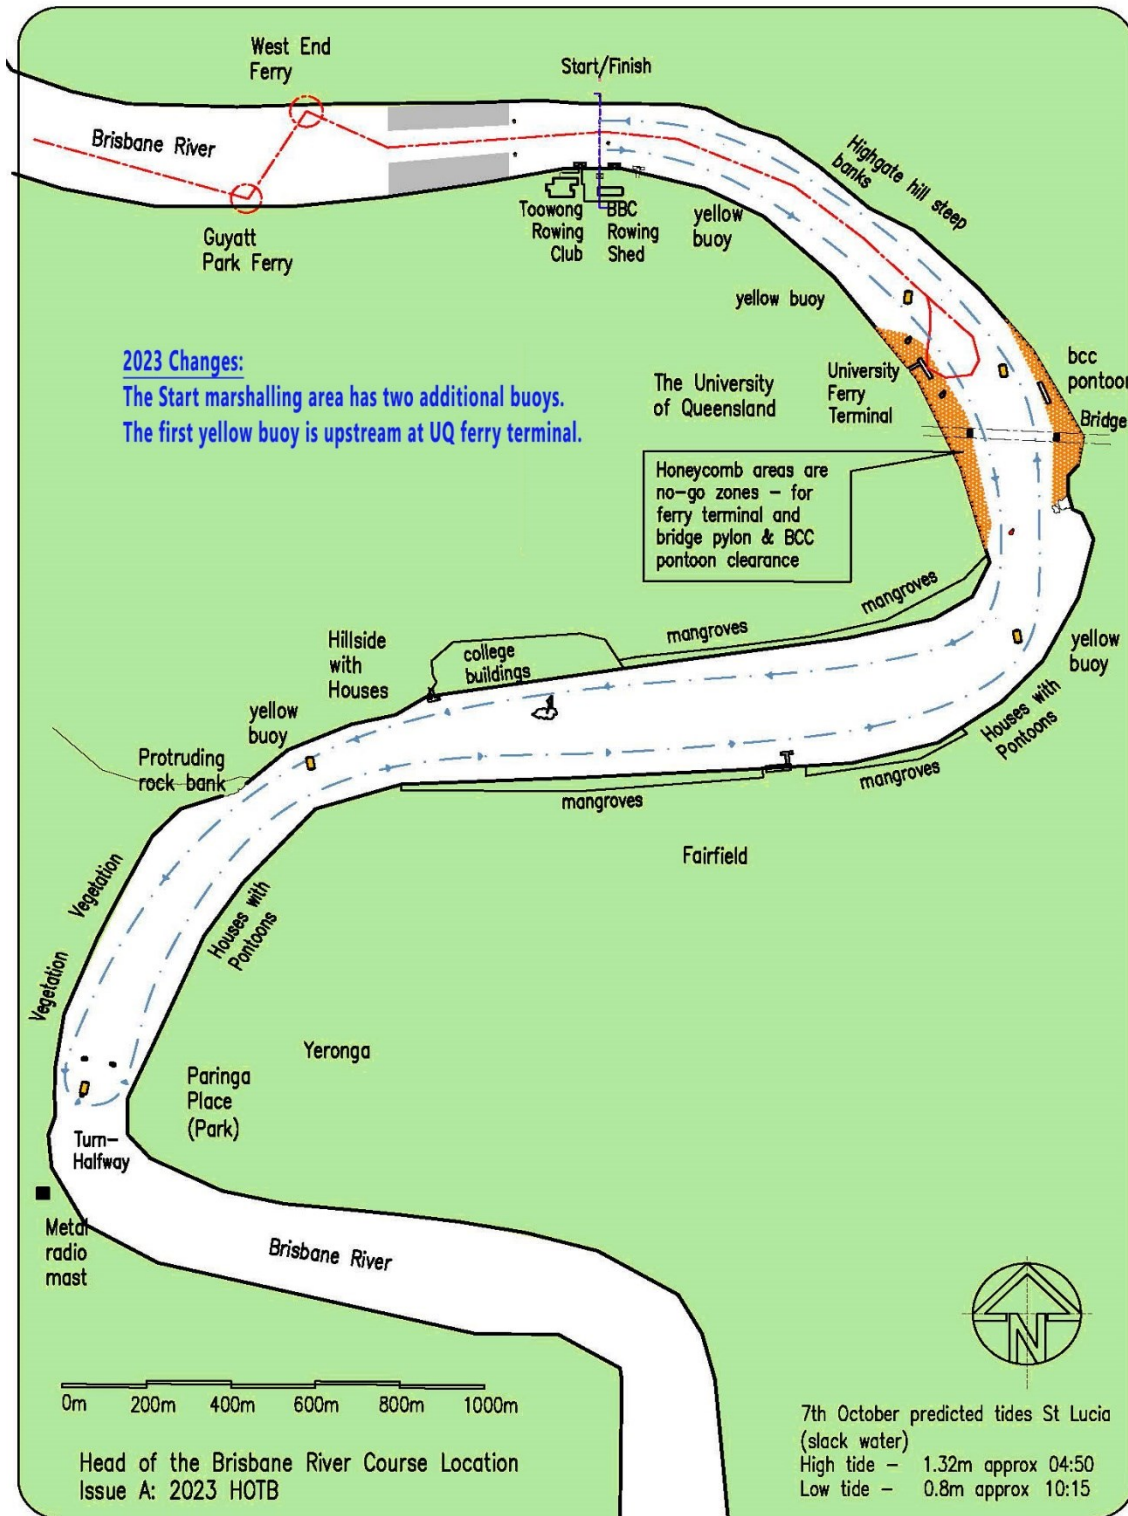 West End
Ferry
Start/Finish
Brisbane River
Highgate hill steep
banks
Toowong
Rowing
Club
BBC
Rowing
Shed
yellow
buoy
Guyatt
Park Ferry
yellow buoy
2023 Changes:
The Start marshalling area has two additional buoys.
The first yellow buoy is upstream at UQ ferry terminal.
The University
of Queensland
University
Ferry
Terminal
bcc
pontoon
Bridge
Honeycomb areas are
no-go zones – for
ferry terminal and
bridge pylon & BCC
pontoon clearance
mangroves
mangroves
Hillside
with
Houses
college
buildings
yellow
buoy
yellow
buoy
Houses with
Pontoons
Protruding
rock bank
mangroves
mangroves
Fairfield
Vegetation
Houses with
Pontoons
Vegetation
Yeronga
Paringa
Place
(Park)
Turn-
Halfway
Metal
radio
mast
Brisbane River
N
0m 200m 400m 600m 800m 1000m
7th October predicted tides St Lucia
(slack water)
High tide – 1.32m approx 04:50
Low tide – 0.8m approx 10:15
Head of the Brisbane River Course Location
Issue A: 2023 HOTB